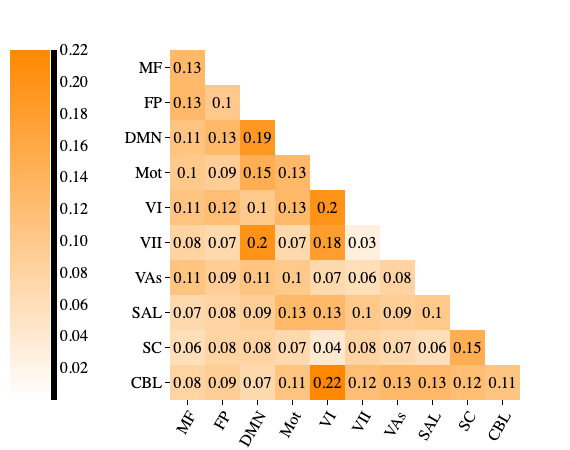 0.22
0.20
0.18
0.16
0.14
0.12
0.10
0.08
0.06
0.04
0.02
MF 0.13
FP 0.13 0.1
DMN 0.11 0.13 0.19
Mot 0.1 0.09 0.15 0.13
VI 0.11 0.12 0.1 0.13 0.2
VII 0.08 0.07 0.2 0.07 0.18 0.03
VAs 0.11 0.09 0.11 0.1 0.07 0.06 0.08
SAL 0.07 0.08 0.09 0.13 0.13 0.1 0.09 0.1
SC 0.06 0.08 0.08 0.07 0.04 0.08 0.07 0.06 0.15
CBL 0.08 0.09 0.07 0.11 0.22 0.12 0.13 0.13 0.12 0.11
MF FP DMN Mot VI VII VAs SAL SC CBL